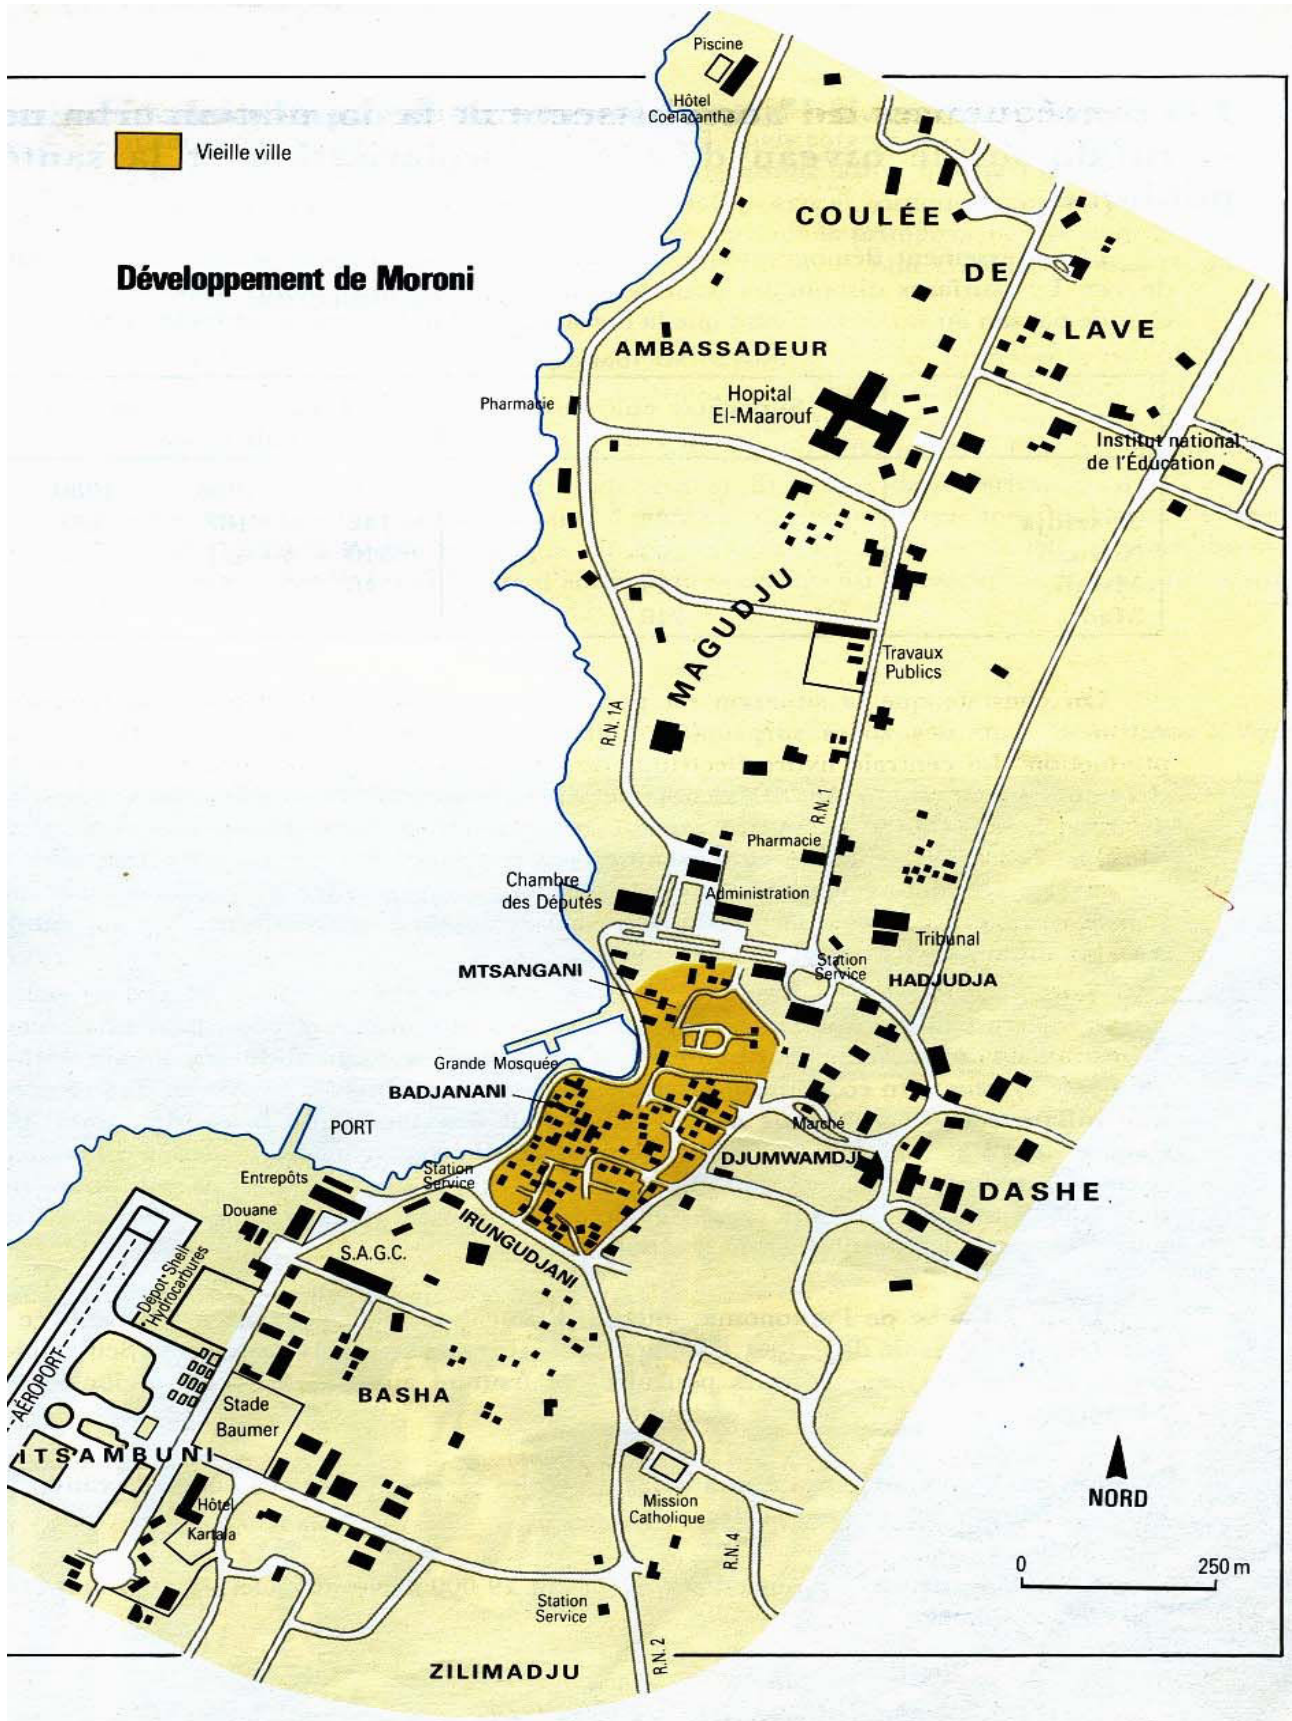 Piscine
Hôtel
Coelacanthe
Vieille ville
COULÉE
DE
LAVE
Développement de Moroni
AMBASSADEUR
Hopital
El-Maarouf
Pharmacie
Institut national
de l'Éducation
MAGUDJU
Travaux
Publics
R.N. 1A
R.N. 1
Pharmacie
Chambre
des Députés
Administration
Tribunal
Station
Service
HADJUDJA
MTSANGANI
Grande Mosquée
BADJANANI
PORT
Marché
Station
Service
DJUMWAMDJI
Entrepôts
DASHE
Douane
IRUNGUDJANI
S.A.G.C.
Dépot Shell
Hydrocarbures
AÉROPORT
BASHA
Stade
Baumer
ITSAMBUNI
NORD
Mission
Catholique
Hôtel
Kartala
R.N. 4
0 250 m
Station
Service
R.N. 2
ZILIMADJU